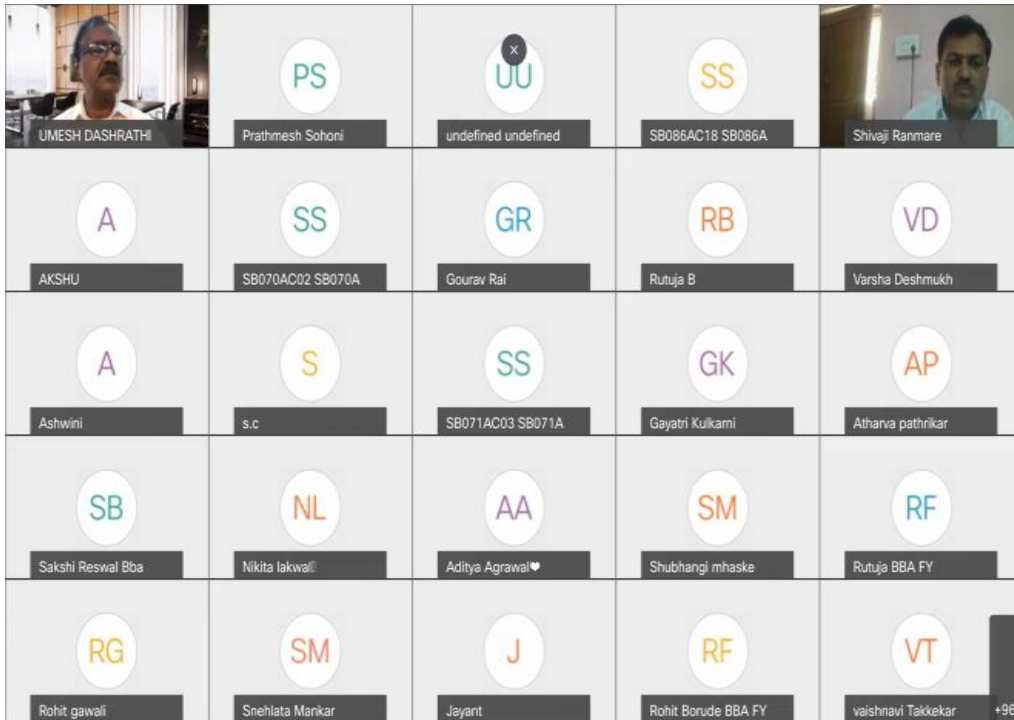 UMESH DASHRATHI
PS
Prathmesh Sohoni
UU
undefined undefined
SS
SB086AC18 SB086A
Shivaji Ranmare
A
AKSHU
SS
SB070AC02 SB070A
GR
Gourav Rai
RB
Rutuja B
VD
Varsha Deshmukh
A
Ashwini
S
s.c
SS
SB071AC03 SB071A
GK
Gayatri Kulkarni
AP
Atharva pathrikar
SB
Sakshi Reswal Bba
NL
Nikita lakwal
AA
Aditya Agrawal♥
SM
Shubhangi mhaske
RF
Rutuja BBA FY
RG
Rohit gawali
SM
Snehlata Mankar
J
Jayant
RF
Rohit Borude BBA FY
VT
vaishnavi Takkekar
+96